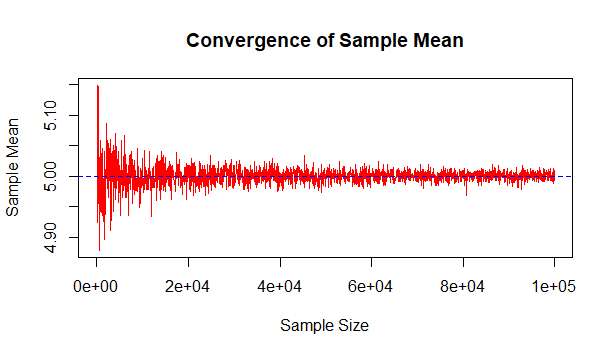 Convergence of Sample Mean
Sample Mean
5.10
5.00
4.90
0e+00 2e+04 4e+04 6e+04 8e+04 1e+05
Sample Size